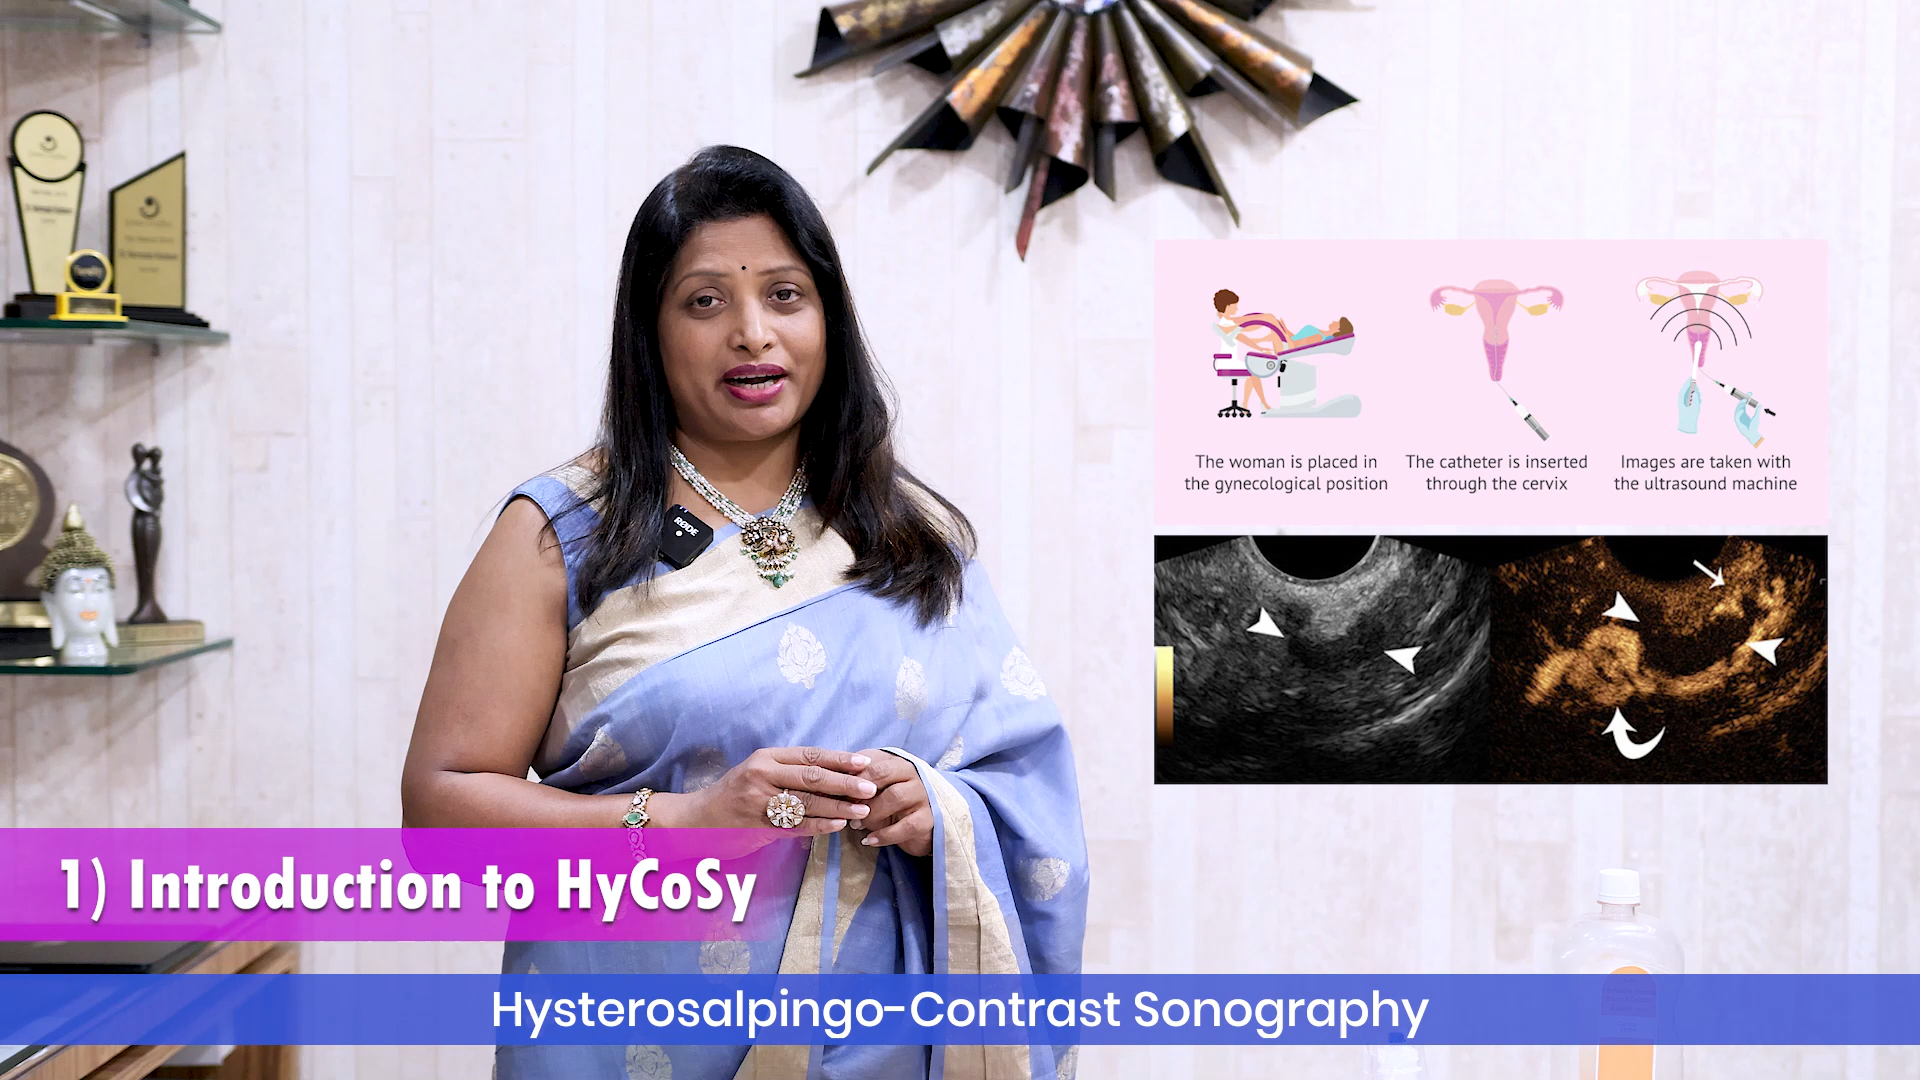 RØDE
The woman is placed in
the gynecological position
The catheter is inserted
through the cervix
Images are taken with
the ultrasound machine
1) Introduction to HyCoSy
Hysterosalpingo-Contrast Sonography